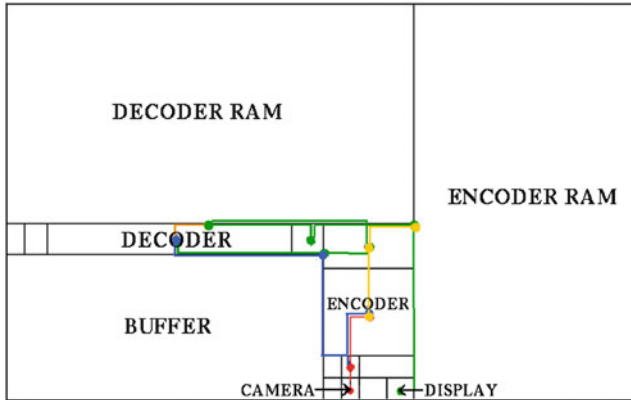 DECODER RAM
ENCODER RAM
DECODER
ENCODER
BUFFER
CAMERA
DISPLAY